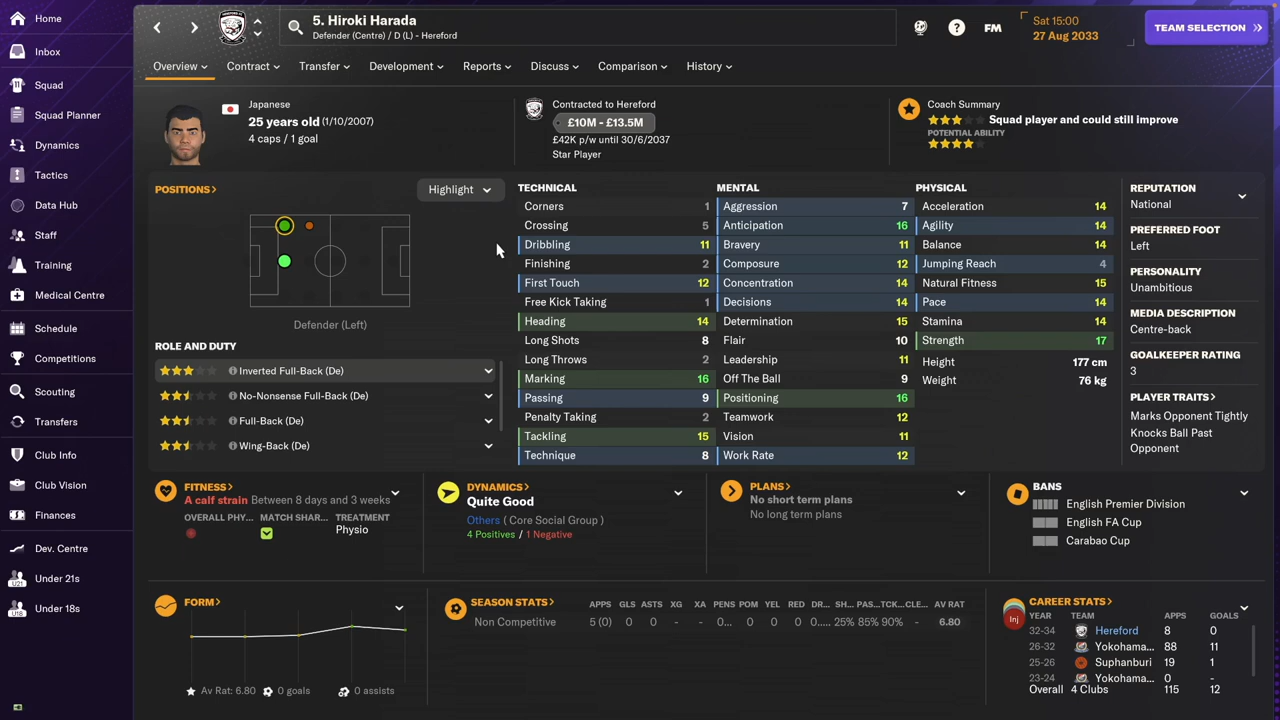 Home
Inbox
Squad
Squad Planner
Dynamics
Tactics
Data Hub
Staff
Training
Medical Centre
Schedule
Competitions
Scouting
Transfers
Club Info
Club Vision
Finances
Dev. Centre
Under 21s
Under 18s
5. Hiroki Harada
Defender (Centre) / D (L) - Hereford
FM
Sat 15:00
27 Aug 2033
TEAM SELECTION
Overview Contract Transfer Development Reports Discuss Comparison History
Japanese
25 years old (1/10/2007)
4 caps / 1 goal
Contracted to Hereford
£10M - £13.5M
£42K p/w until 30/6/2037
Star Player
Coach Summary
Squad player and could still improve
POTENTIAL ABILITY
POSITIONS
Highlight
Defender (Left)
ROLE AND DUTY
Inverted Full-Back (De)
No-Nonsense Full-Back (De)
Full-Back (De)
Wing-Back (De)
TECHNICAL
Corners 1
Crossing 5
Dribbling 11
Finishing 2
First Touch 12
Free Kick Taking 1
Heading 14
Long Shots 8
Long Throws 2
Marking 16
Passing 9
Penalty Taking 2
Tackling 15
Technique 8
MENTAL
Aggression 7
Anticipation 16
Bravery 11
Composure 12
Concentration 14
Decisions 14
Determination 15
Flair 10
Leadership 11
Off The Ball 9
Positioning 16
Teamwork 12
Vision 11
Work Rate 12
PHYSICAL
Acceleration 14
Agility 14
Balance 14
Jumping Reach 4
Natural Fitness 15
Pace 14
Stamina 14
Strength 17
Height 177 cm
Weight 76 kg
REPUTATION
National
PREFERRED FOOT
Left
PERSONALITY
Unambitious
MEDIA DESCRIPTION
Centre-back
GOALKEEPER RATING
3
PLAYER TRAITS
Marks Opponent Tightly
Knocks Ball Past
Opponent
FITNESS
A calf strain Between 8 days and 3 weeks
OVERALL PHY... MATCH SHAR... TREATMENT
Physio
DYNAMICS
Quite Good
Others ( Core Social Group )
4 Positives / 1 Negative
PLANS
No short term plans
No long term plans
BANS
English Premier Division
English FA Cup
Carabao Cup
FORM
Av Rat: 6.80 0 goals 0 assists
SEASON STATS
APPS GLS ASTS XG XA PENS POM YEL RED DR... SH... PAS... TCK... CLE... AV RAT
Non Competitive 5 (0) 0 0 - - 0... 0 0 0 0.... 25% 85% 90% - 6.80
Inj
CAREER STATS
YEAR TEAM APPS GOALS
32-34 Hereford 8 0
26-32 Yokohama... 88 11
25-26 Suphanburi 19 1
23-24 Yokohama... 0 -
Overall 4 Clubs 115 12